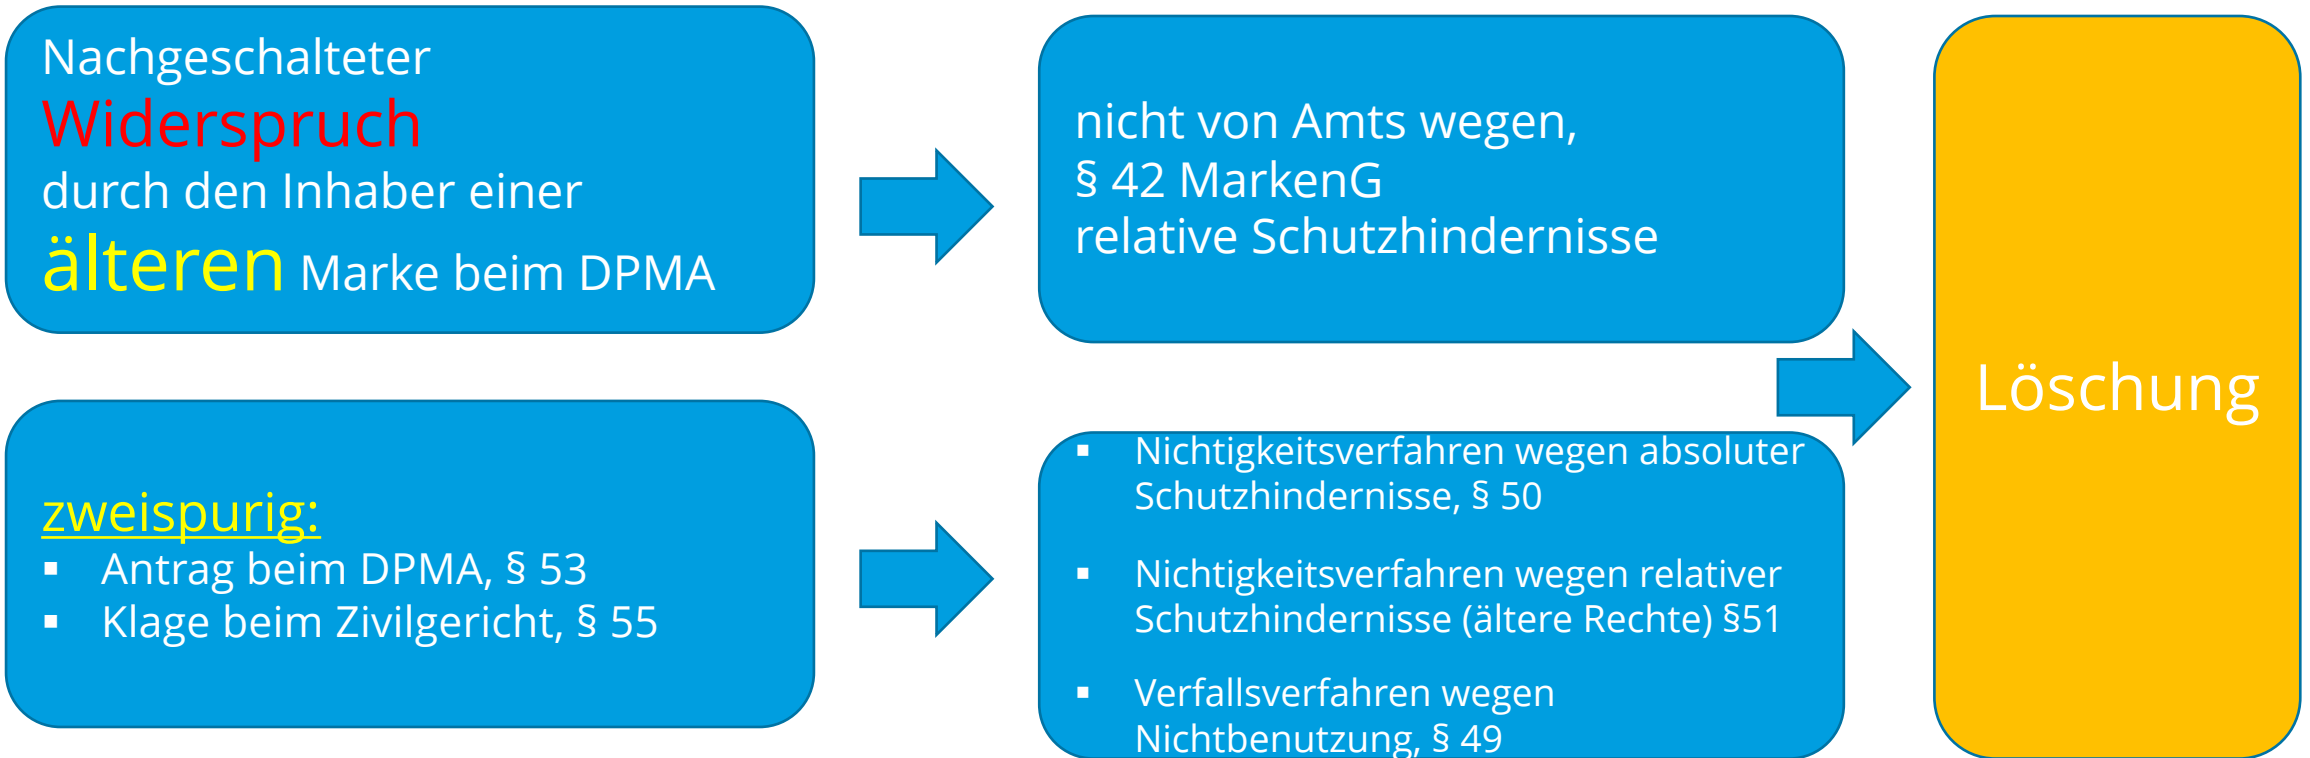 Nachgeschalteter
Widerspruch
durch den Inhaber einer
älteren Marke beim DPMA
nicht von Amts wegen,
§ 42 MarkenG
relative Schutzhindernisse
zweispurig:
▪ Antrag beim DPMA, § 53
▪ Klage beim Zivilgericht, § 55
▪ Nichtigkeitsverfahren wegen absoluter
Schutzhindernisse, § 50
▪ Nichtigkeitsverfahren wegen relativer
Schutzhindernisse (ältere Rechte) §51
▪ Verfallsverfahren wegen
Nichtbenutzung, § 49
Löschung